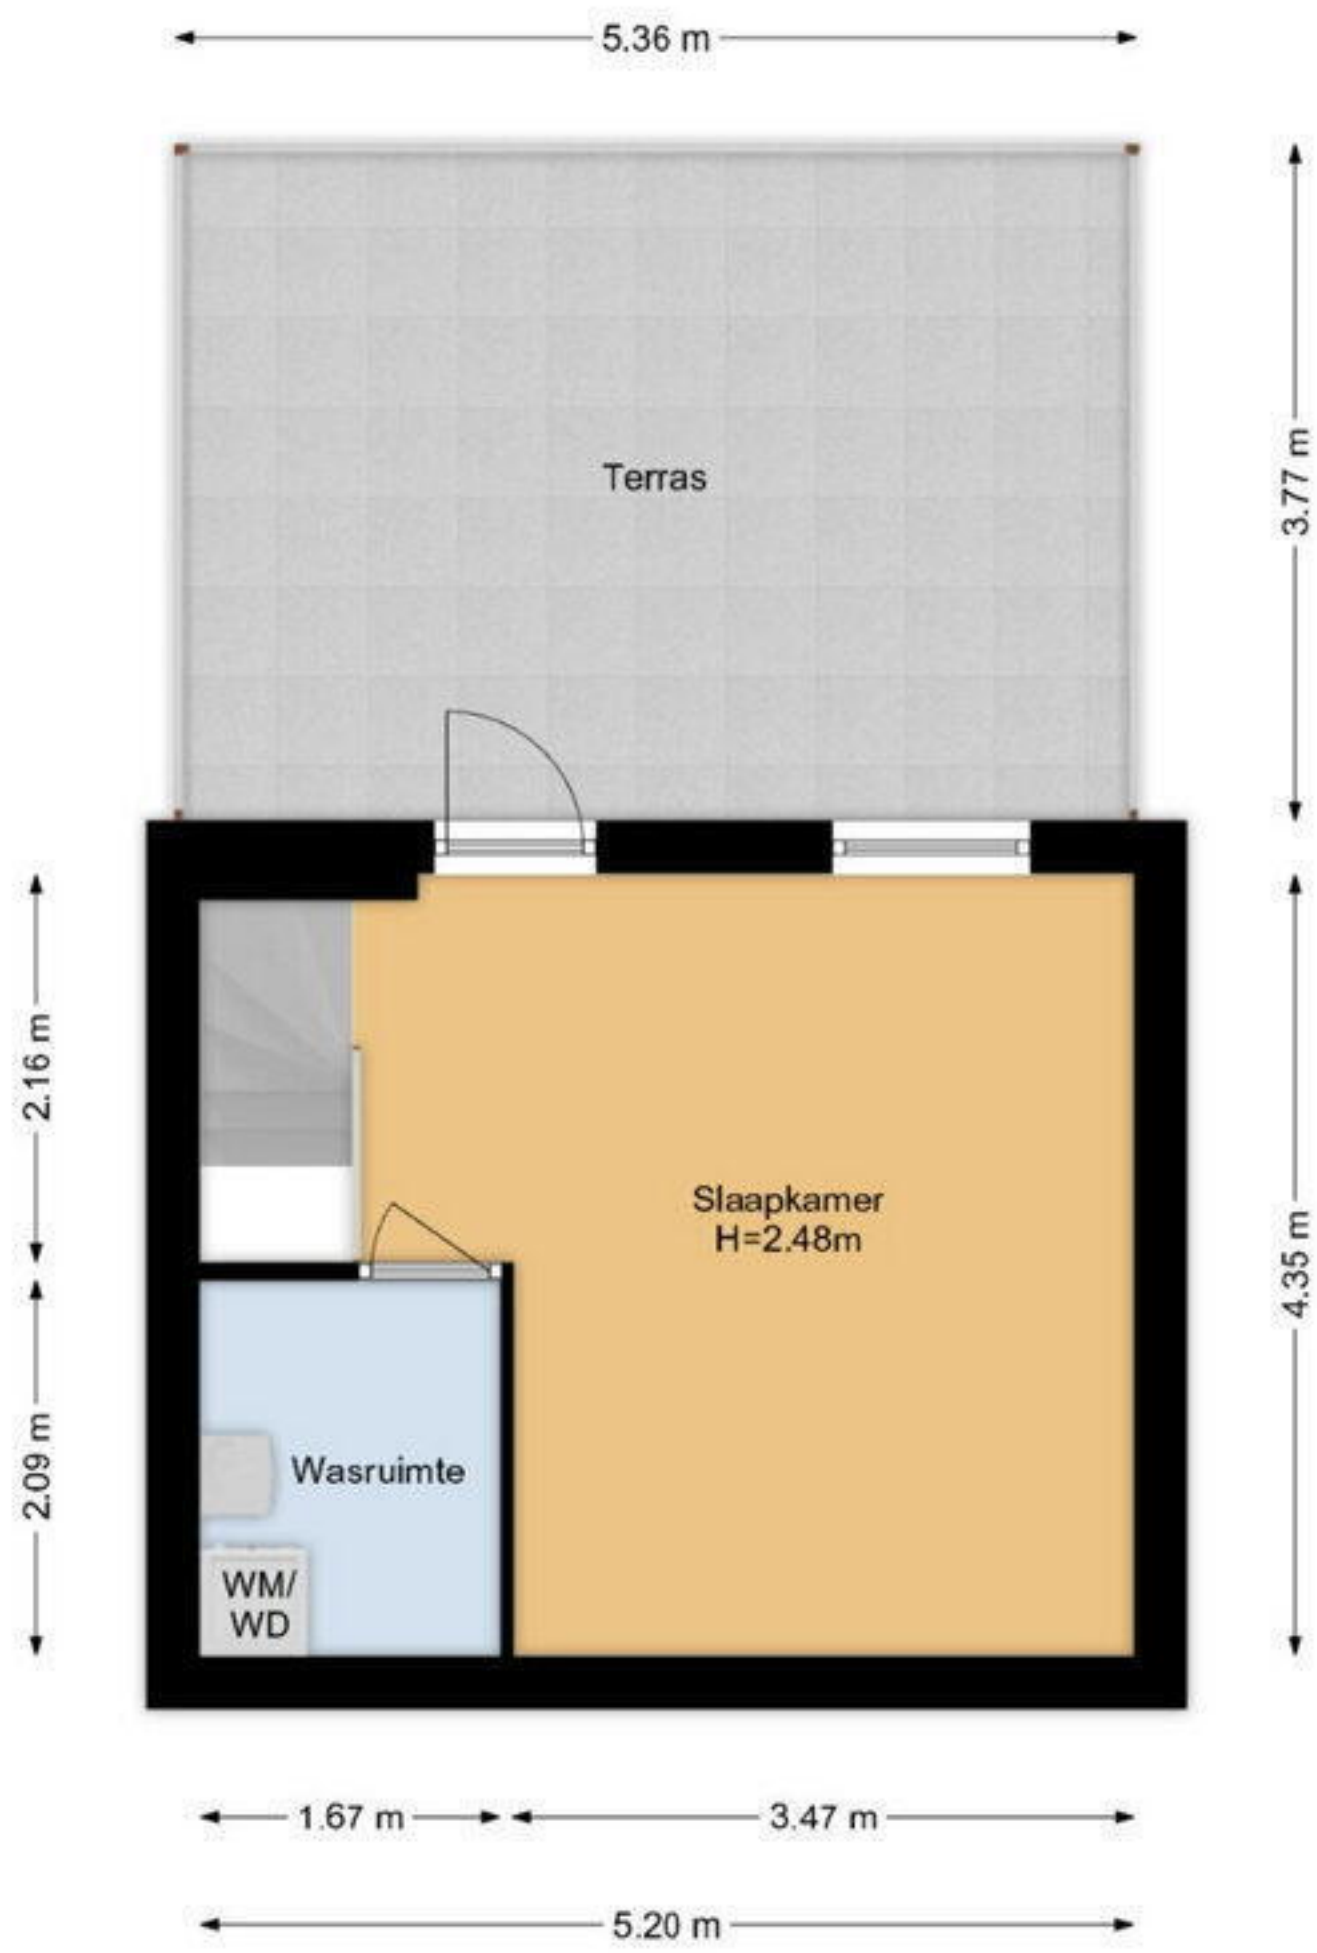 5.36 m
3.77 m
Terras
2.16 m
Slaapkamer
H=2.48m
4.35 m
2.09 m
Wasruimte
WM/
WD
1.67 m
3.47 m
5.20 m